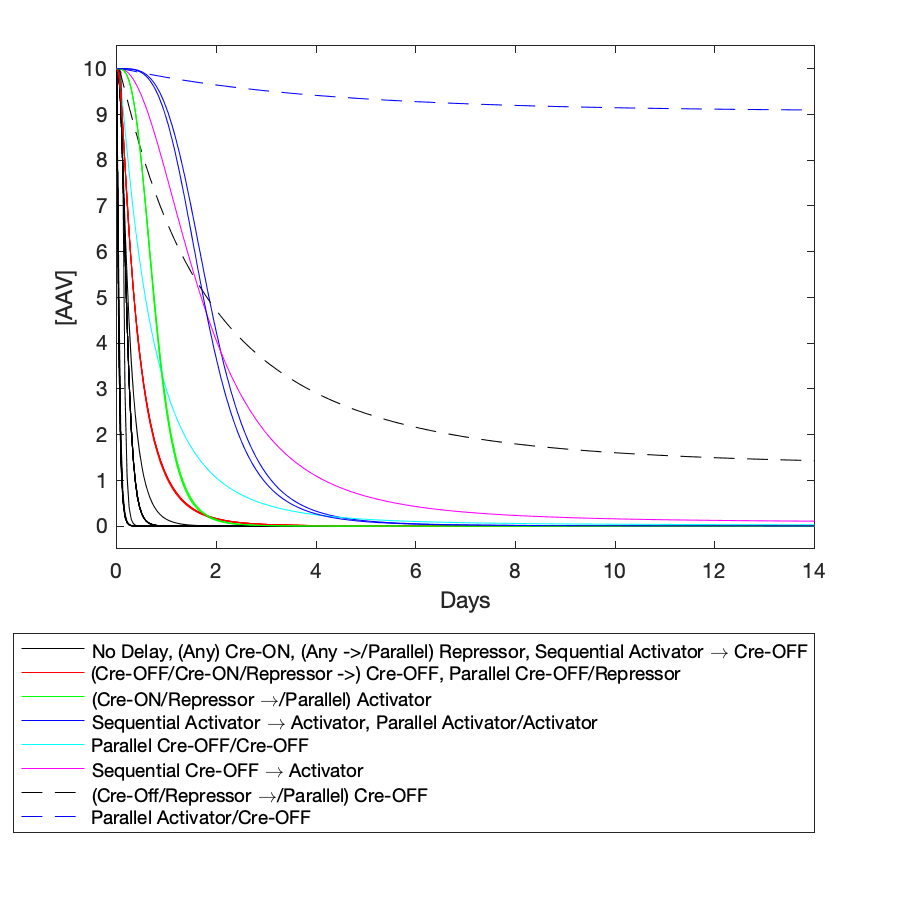 10
9
8
7
6
5
4
3
2
1
0
[AAV]
0 2 4 6 8 10 12 14
Days
No Delay, (Any) Cre-ON, (Any ->/Parallel) Repressor, Sequential Activator → Cre-OFF
(Cre-OFF/Cre-ON/Repressor ->) Cre-OFF, Parallel Cre-OFF/Repressor
(Cre-ON/Repressor →/Parallel) Activator
Sequential Activator → Activator, Parallel Activator/Activator
Parallel Cre-OFF/Cre-OFF
Sequential Cre-OFF → Activator
(Cre-Off/Repressor →/Parallel) Cre-OFF
Parallel Activator/Cre-OFF